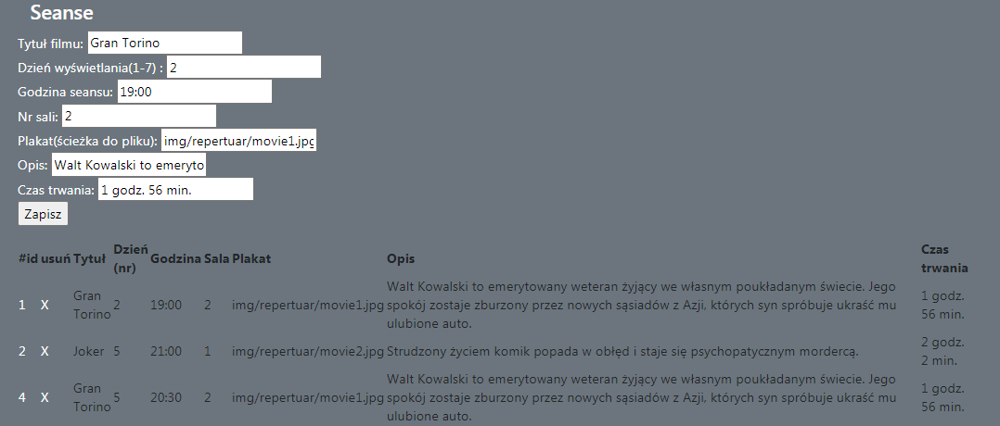 Seanse
Tytuł filmu: Gran Torino
Dzień wyświetlania(1-7) : 2
Godzina seansu: 19:00
Nr sali: 2
Plakat(ścieżka do pliku): img/repertuar/movie1.jpg
Opis: Walt Kowalski to emeryto
Czas trwania: 1 godz. 56 min.
Zapisz
#id usuń Tytuł Dzień (nr) Godzina Sala Plakat Opis Czas trwania
1 X Gran Torino 2 19:00 2 img/repertuar/movie1.jpg Walt Kowalski to emerytowany weteran żyjący we własnym poukładanym świecie. Jego
spokój zostaje zburzony przez nowych sąsiadów z Azji, których syn spróbuje ukraść mu
ulubione auto. 1 godz. 56 min.
2 X Joker 5 21:00 1 img/repertuar/movie2.jpg Strudzony życiem komik popada w obłęd i staje się psychopatycznym mordercą. 2 godz. 2 min.
4 X Gran Torino 5 20:30 2 img/repertuar/movie1.jpg Walt Kowalski to emerytowany weteran żyjący we własnym poukładanym świecie. Jego
spokój zostaje zburzony przez nowych sąsiadów z Azji, których syn spróbuje ukraść mu
ulubione auto. 1 godz. 56 min.